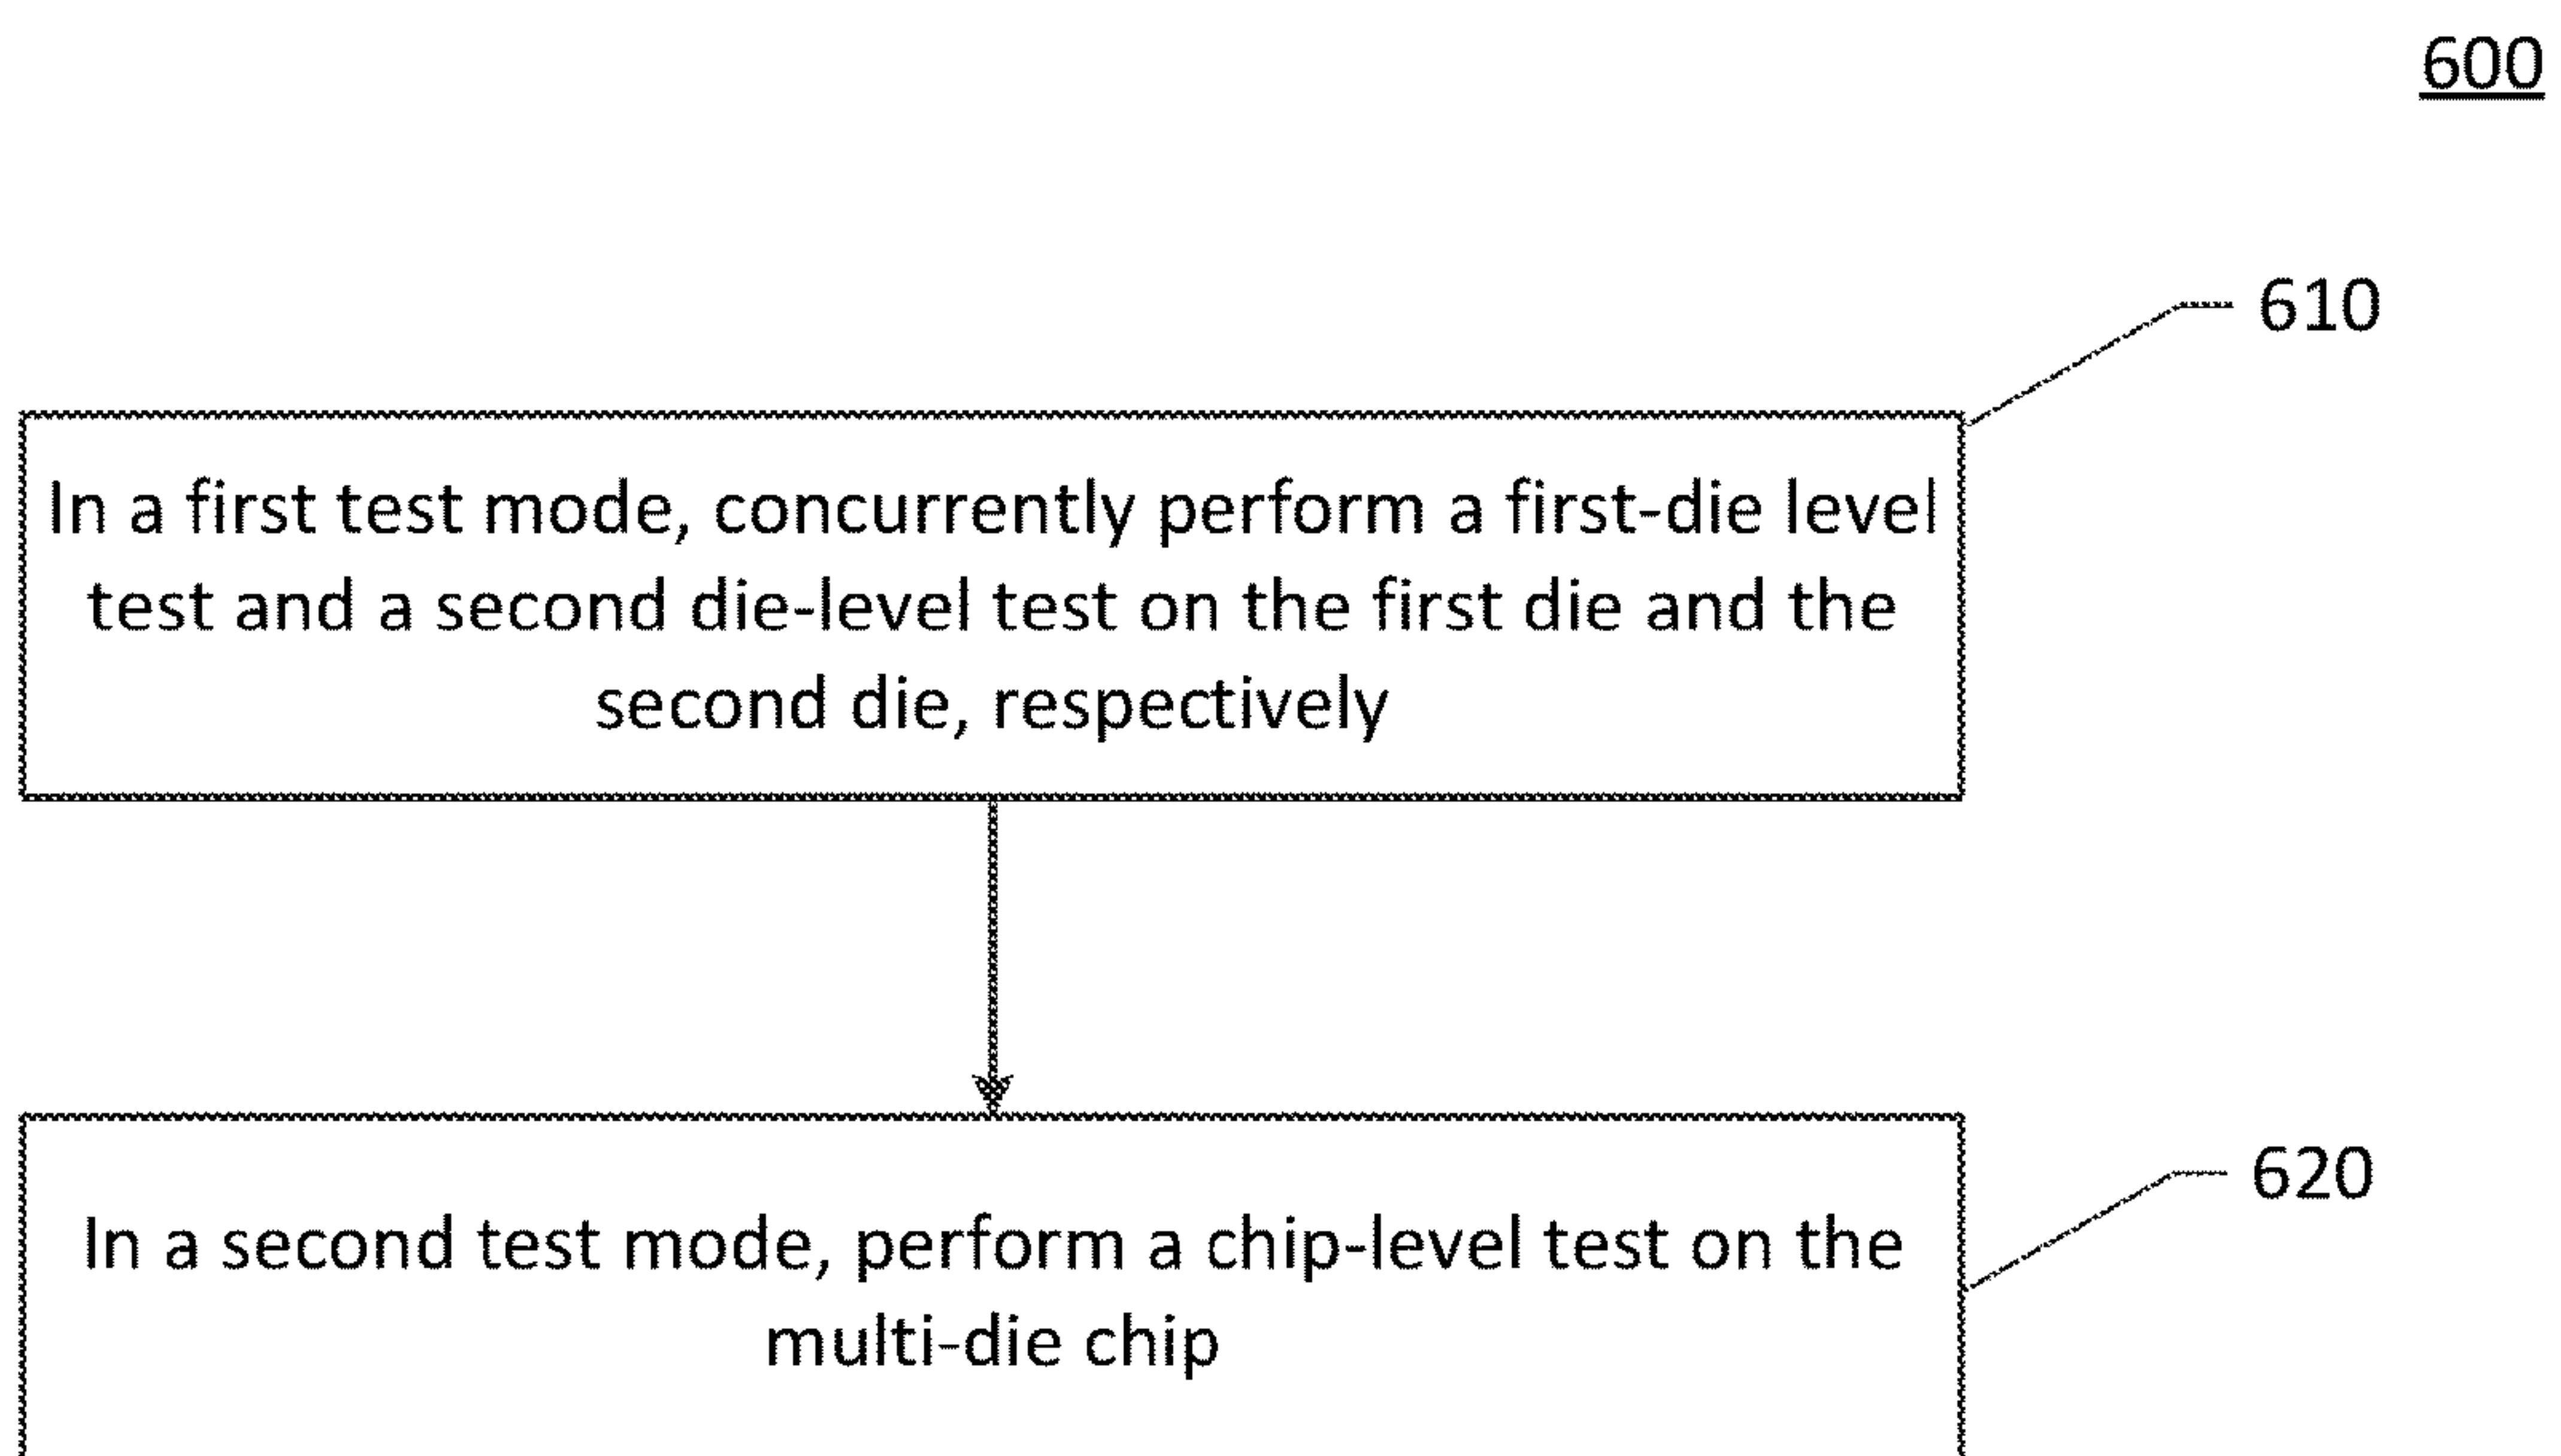 600
610
In a first test mode, concurrently perform a first-die level
test and a second die-level test on the first die and the
second die, respectively
620
In a second test mode, perform a chip-level test on the
multi-die chip